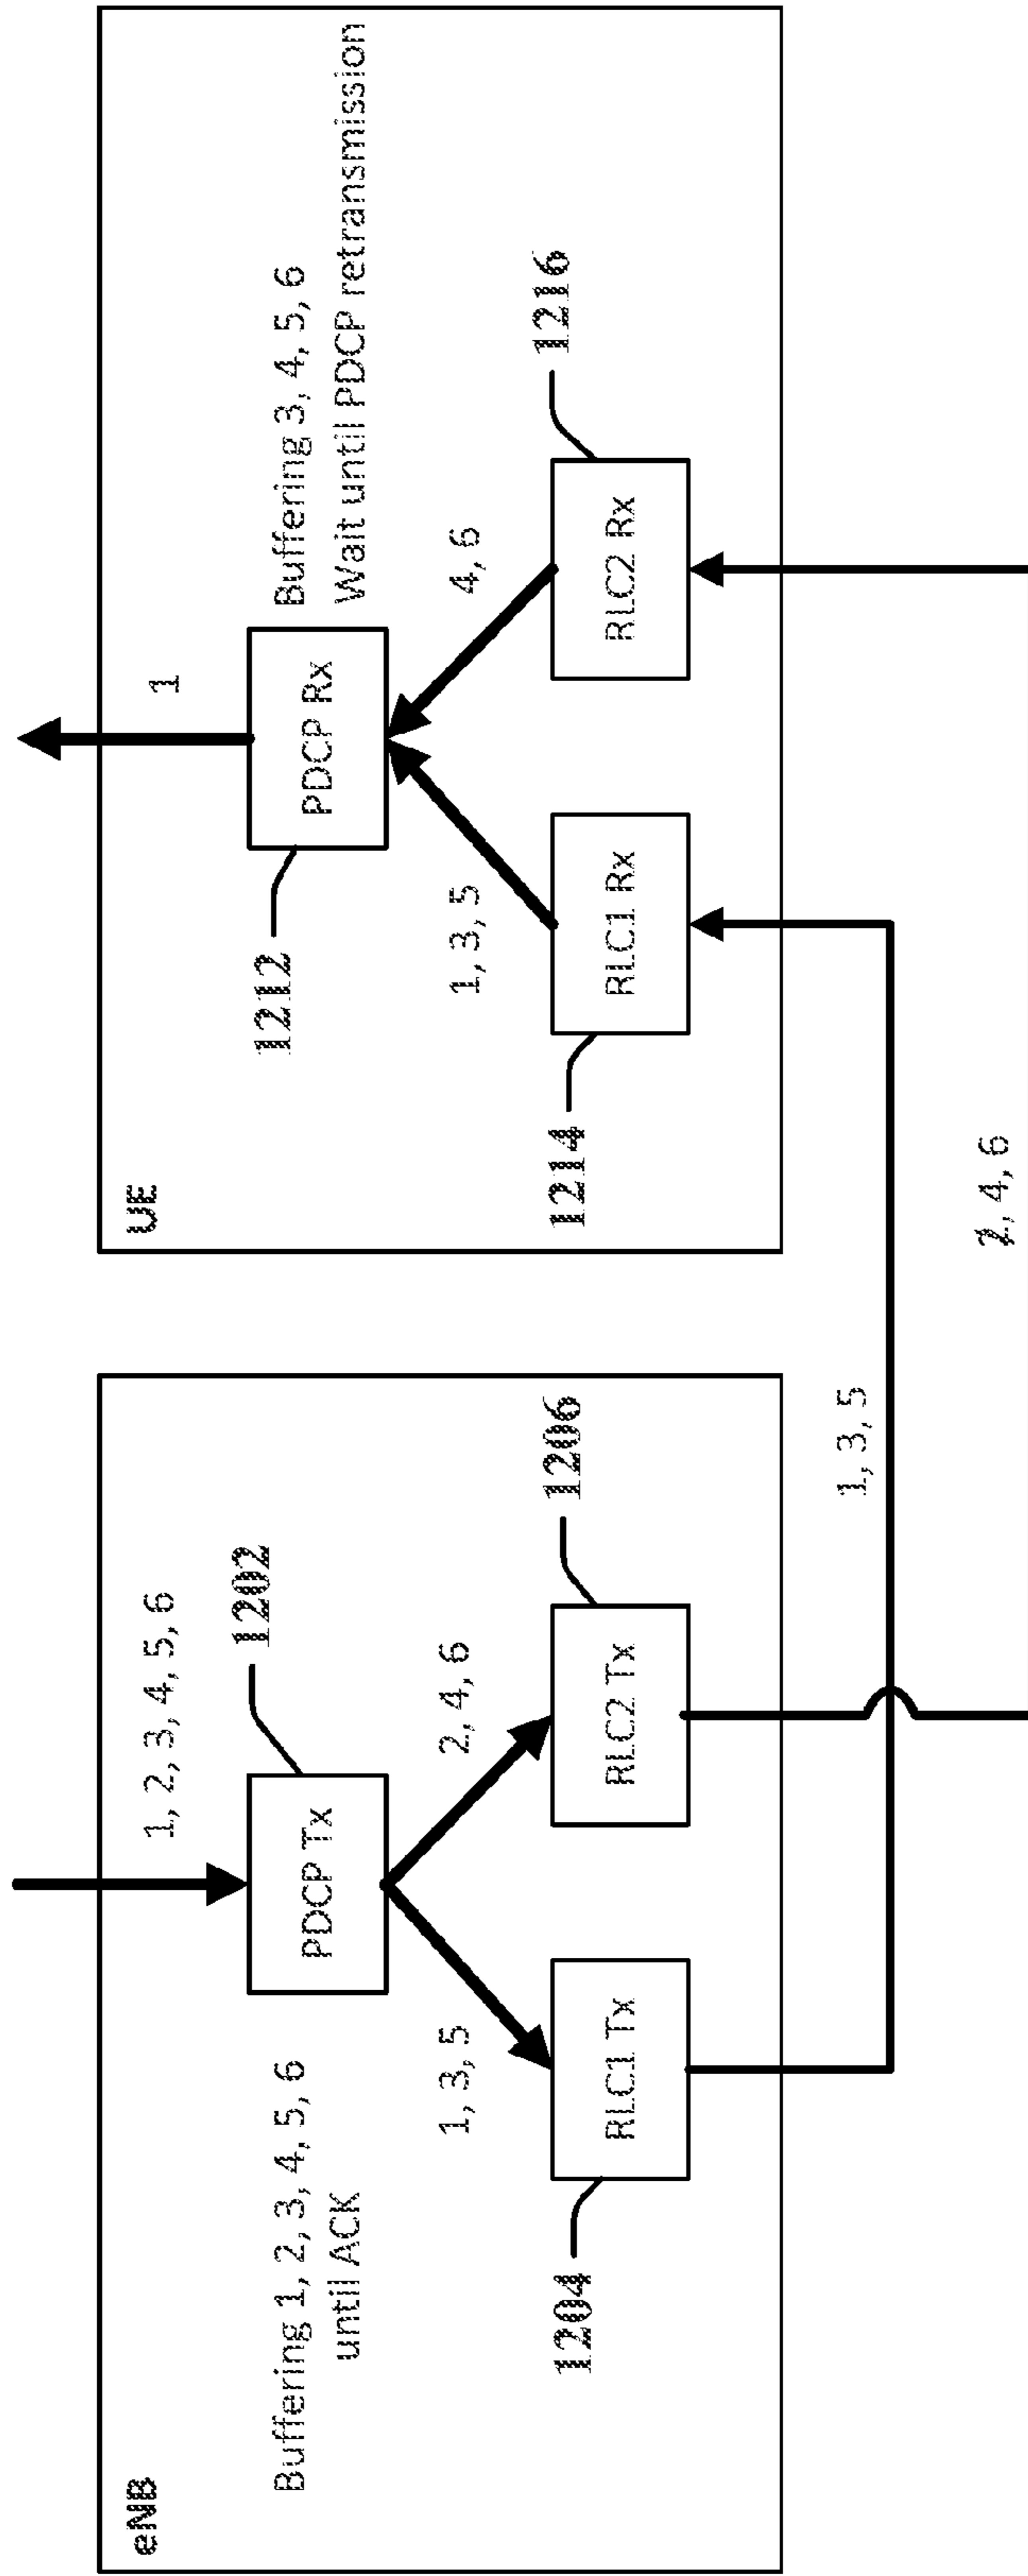 eNB
1, 2, 3, 4, 5, 6
1202
Buffering 1, 2, 3, 4, 5, 6
until ACK
PDCP Tx
1, 3, 5
2, 4, 6
1204
RLC1 Tx
RLC2 Tx
1206
1, 3, 5
2, 4, 6
UE
1
1212
PDCP Rx
Buffering 3, 4, 5, 6
Wait until PDCP retransmission
1, 3, 5
4, 6
1214
RLC1 Rx
RLC2 Rx
1216